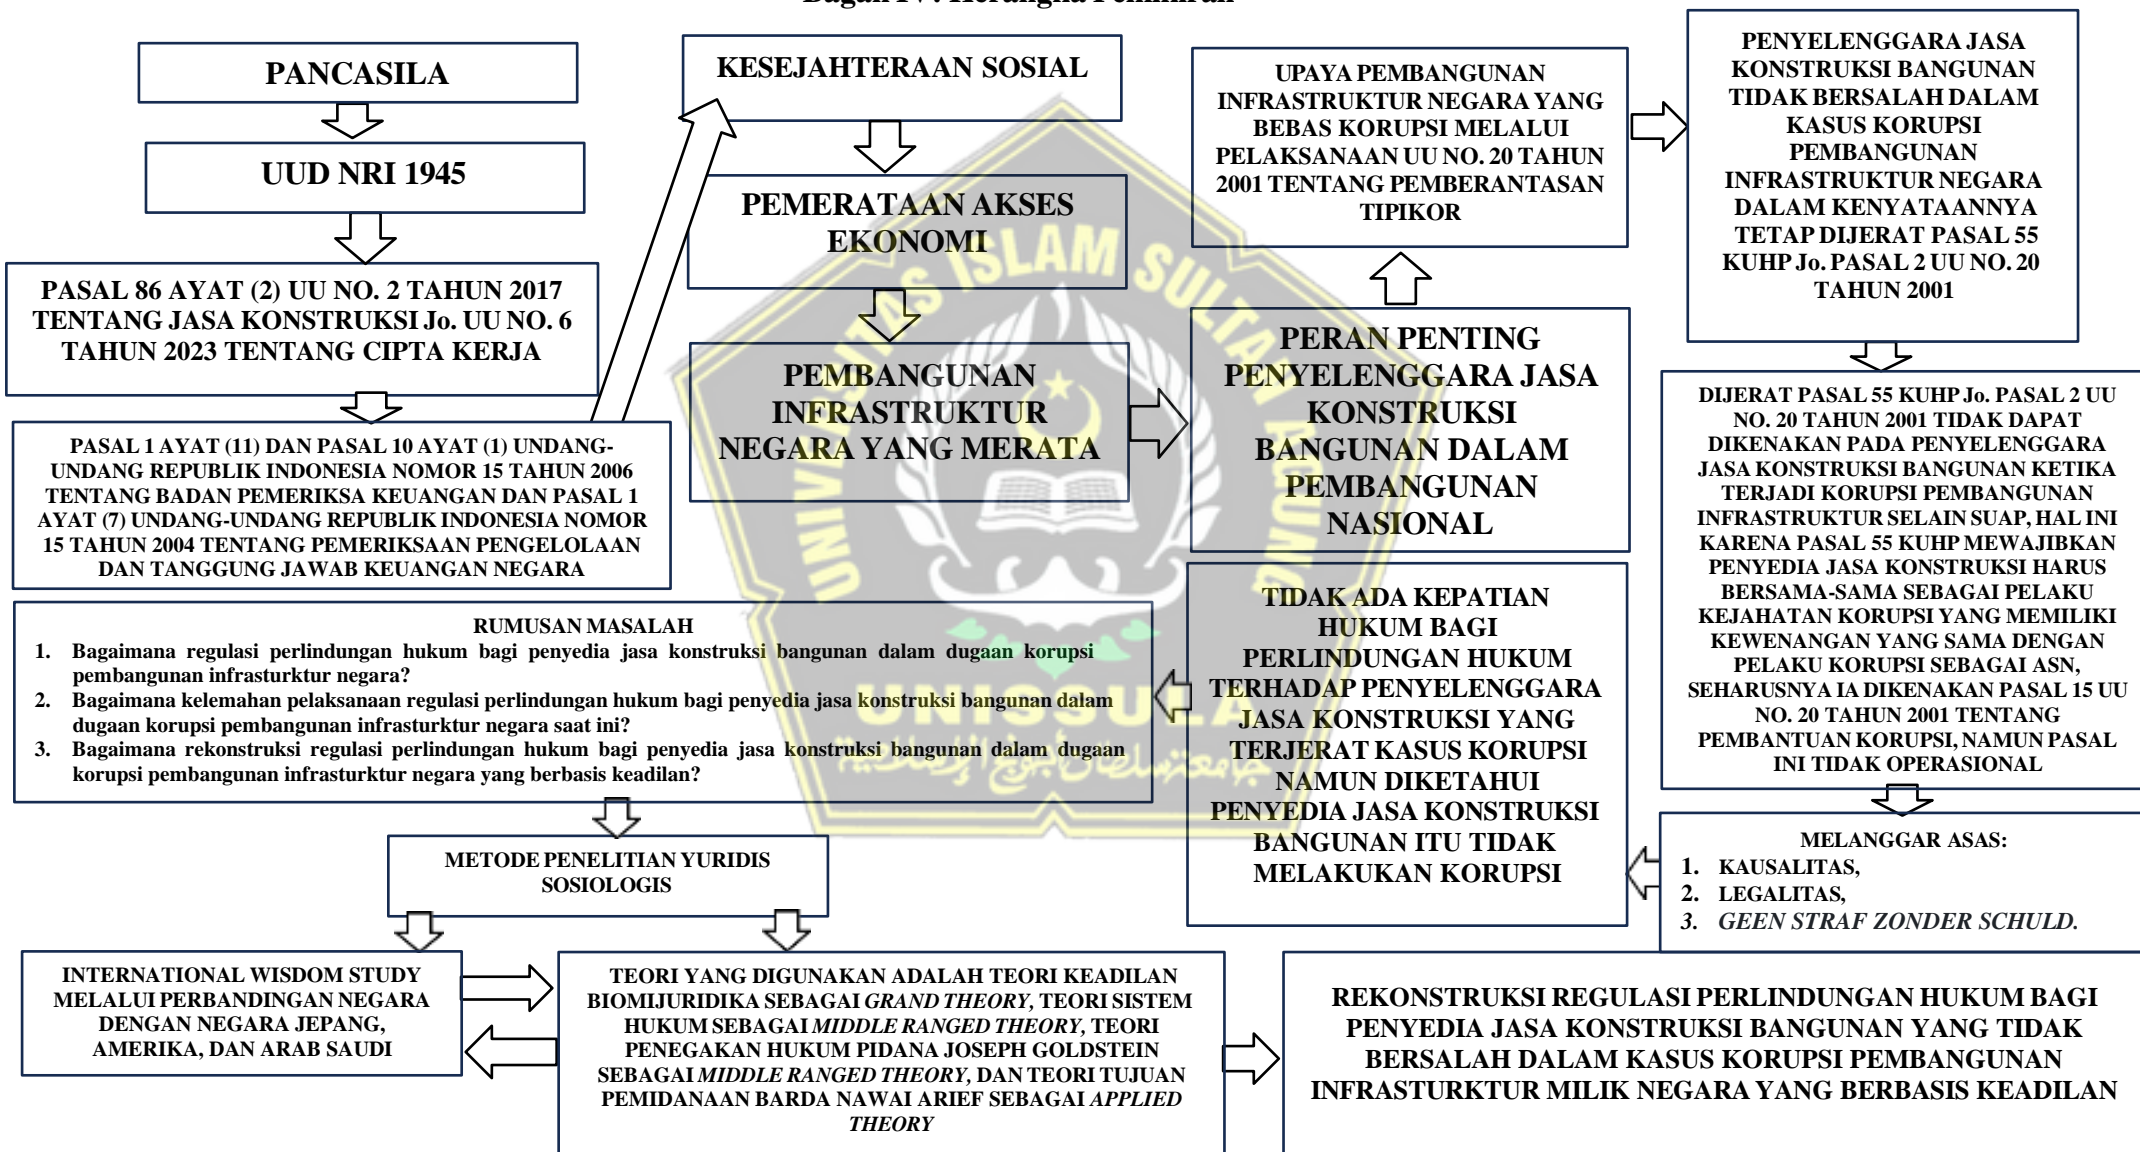 Bagan IV: Kerangka Pemikiran
PANCASILA
UUD NRI 1945
PASAL 86 AYAT (2) UU NO. 2 TAHUN 2017
TENTANG JASA KONSTRUKSI Jo. UU NO. 6
TAHUN 2023 TENTANG CIPTA KERJA
PASAL 1 AYAT (11) DAN PASAL 10 AYAT (1) UNDANG-
UNDANG REPUBLIK INDONESIA NOMOR 15 TAHUN 2006
TENTANG BADAN PEMERIKSA KEUANGAN DAN PASAL 1
AYAT (7) UNDANG-UNDANG REPUBLIK INDONESIA NOMOR
15 TAHUN 2004 TENTANG PEMERIKSAAN PENGELOLAAN
DAN TANGGUNG JAWAB KEUANGAN NEGARA
KESEJAHTERAAN SOSIAL
PEMERATAAN AKSES
EKONOMI
PEMBANGUNAN
INFRASTRUKTUR
NEGARA YANG MERATA
PERAN PENTING
PENYELENGGARA JASA
KONSTRUKSI
BANGUNAN DALAM
PEMBANGUNAN
NASIONAL
UPAYA PEMBANGUNAN
INFRASTRUKTUR NEGARA YANG
BEBAS KORUPSI MELALUI
PELAKSANAAN UU NO. 20 TAHUN
2001 TENTANG PEMBERANTASAN
TIPIKOR
PENYELENGGARA JASA
KONSTRUKSI BANGUNAN
TIDAK BERSALAH DALAM
KASUS KORUPSI
PEMBANGUNAN
INFRASTRUKTUR NEGARA
DALAM KENYATAANNYA
TETAP DIJERAT PASAL 55
KUHP Jo. PASAL 2 UU NO. 20
TAHUN 2001
DIJERAT PASAL 55 KUHP Jo. PASAL 2 UU
NO. 20 TAHUN 2001 TIDAK DAPAT
DIKENAKAN PADA PENYELENGGARA
JASA KONSTRUKSI BANGUNAN KETIKA
TERJADI KORUPSI PEMBANGUNAN
INFRASTRUKTUR SELAIN SUAP, HAL INI
KARENA PASAL 55 KUHP MEWAJIBKAN
PENYEDIA JASA KONSTRUKSI HARUS
BERSAMA-SAMA SEBAGAI PELAKU
KEJAHATAN KORUPSI YANG MEMILIKI
KEWENANGAN YANG SAMA DENGAN
PELAKU KORUPSI SEBAGAI ASN,
SEHARUSNYA IA DIKENAKAN PASAL 15 UU
NO. 20 TAHUN 2001 TENTANG
PEMBANTUAN KORUPSI, NAMUN PASAL
INI TIDAK OPERASIONAL
MELANGGAR ASAS:
1. KAUSALITAS,
2. LEGALITAS,
3. GEEN STRAF ZONDER SCHULD.
TIDAK ADA KEPATIAN
HUKUM BAGI
PERLINDUNGAN HUKUM
TERHADAP PENYELENGGARA
JASA KONSTRUKSI YANG
TERJERAT KASUS KORUPSI
NAMUN DIKETAHUI
PENYEDIA JASA KONSTRUKSI
BANGUNAN ITU TIDAK
MELAKUKAN KORUPSI
RUMUSAN MASALAH
1. Bagaimana regulasi perlindungan hukum bagi penyedia jasa konstruksi bangunan dalam dugaan korupsi
pembangunan infrasturktur negara?
2. Bagaimana kelemahan pelaksanaan regulasi perlindungan hukum bagi penyedia jasa konstruksi bangunan dalam
dugaan korupsi pembangunan infrasturktur negara saat ini?
3. Bagaimana rekonstruksi regulasi perlindungan hukum bagi penyedia jasa konstruksi bangunan dalam dugaan
korupsi pembangunan infrasturktur negara yang berbasis keadilan?
METODE PENELITIAN YURIDIS
SOSIOLOGIS
INTERNATIONAL WISDOM STUDY
MELALUI PERBANDINGAN NEGARA
DENGAN NEGARA JEPANG,
AMERIKA, DAN ARAB SAUDI
TEORI YANG DIGUNAKAN ADALAH TEORI KEADILAN
BIOMIJURIDIKA SEBAGAI GRAND THEORY, TEORI SISTEM
HUKUM SEBAGAI MIDDLE RANGED THEORY, TEORI
PENEGAKAN HUKUM PIDANA JOSEPH GOLDSTEIN
SEBAGAI MIDDLE RANGED THEORY, DAN TEORI TUJUAN
PEMIDANAAN BARDA NAWAI ARIEF SEBAGAI APPLIED
THEORY
REKONSTRUKSI REGULASI PERLINDUNGAN HUKUM BAGI
PENYEDIA JASA KONSTRUKSI BANGUNAN YANG TIDAK
BERSALAH DALAM KASUS KORUPSI PEMBANGUNAN
INFRASTURKTUR MILIK NEGARA YANG BERBASIS KEADILAN
UNIVERSITAS ISLAM SULTAN AGUNG
UNISSULA
جامعة سلطان أجونج الإسلامية